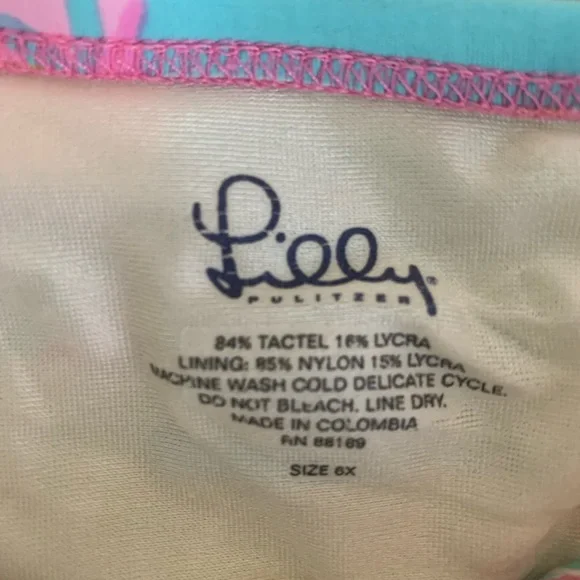 Lilly®
PULITZER
84% TACTEL 16% LYCRA
LINING: 85% NYLON 15% LYCRA
MACHINE WASH COLD DELICATE CYCLE.
DO NOT BLEACH. LINE DRY.
MADE IN COLOMBIA
RN 88189
SIZE 6X